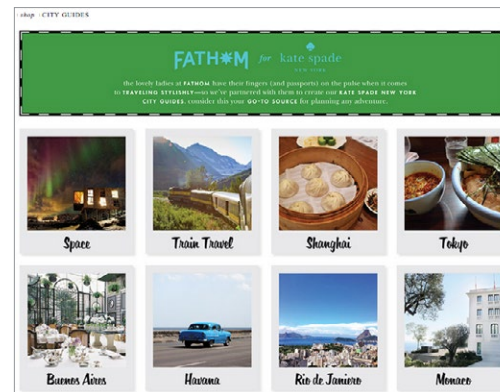 shop : CITY GUIDES
FATHOM for kate spade
NEW YORK
the lovely ladies at FATHOM have their fingers (and passports) on the pulse when it comes
to TRAVELING STYLISHLY—so we've partnered with them to create our KATE SPADE NEW YORK
CITY GUIDES. consider this your GO-TO SOURCE for planning any adventure.
Space Train Travel Shanghai Tokyo
Buenos Aires Havana Rio de Janiero Monaco